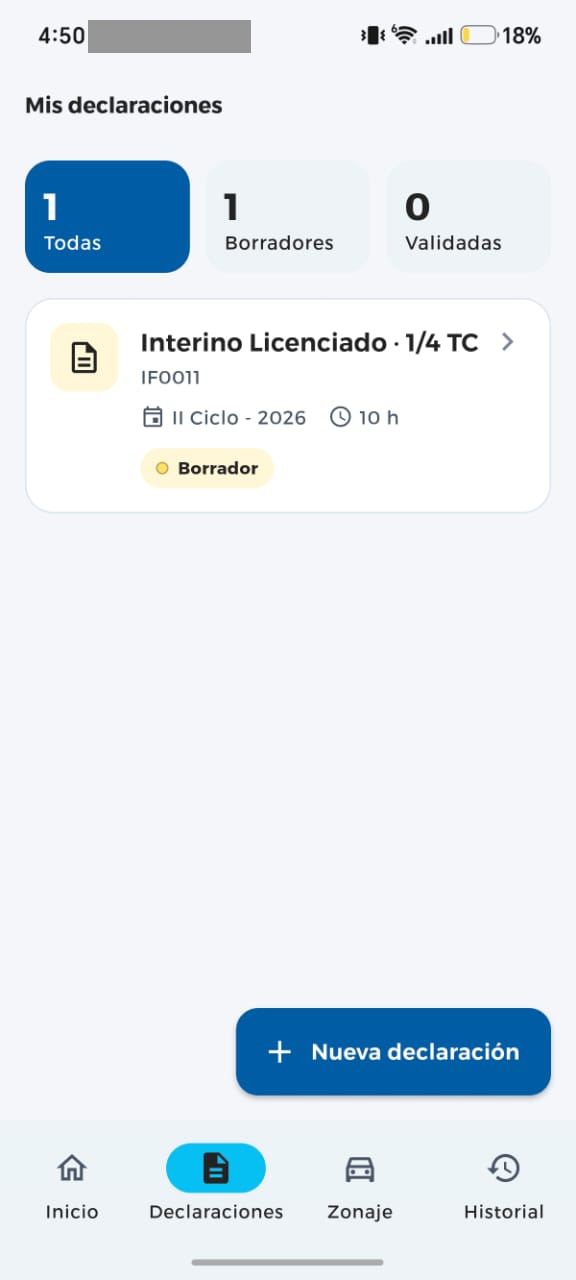 4:50 18%
Mis declaraciones
1 1 0
Todas Borradores Validadas
Interino Licenciado · 1/4 TC
IF0011
II Ciclo - 2026 10 h
Borrador
+ Nueva declaración
Inicio Declaraciones Zonaje Historial